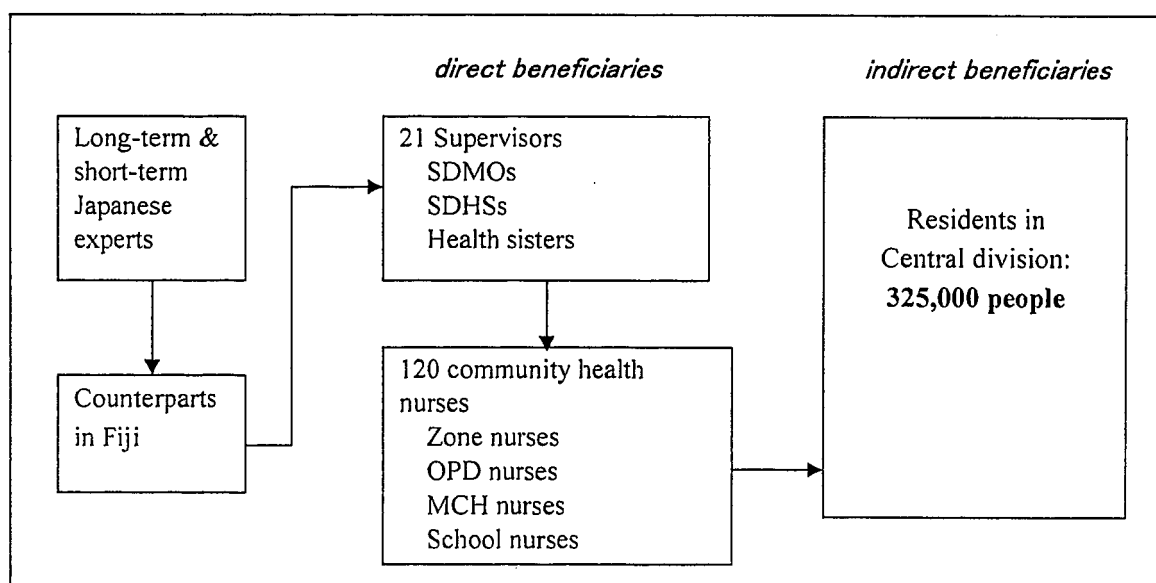 direct beneficiaries
indirect beneficiaries
Long-term &
short-term
Japanese
experts
Counterparts
in Fiji
21 Supervisors
SDMOs
SDHSs
Health sisters
120 community health
nurses
Zone nurses
OPD nurses
MCH nurses
School nurses
Residents in
Central division:
325,000 people